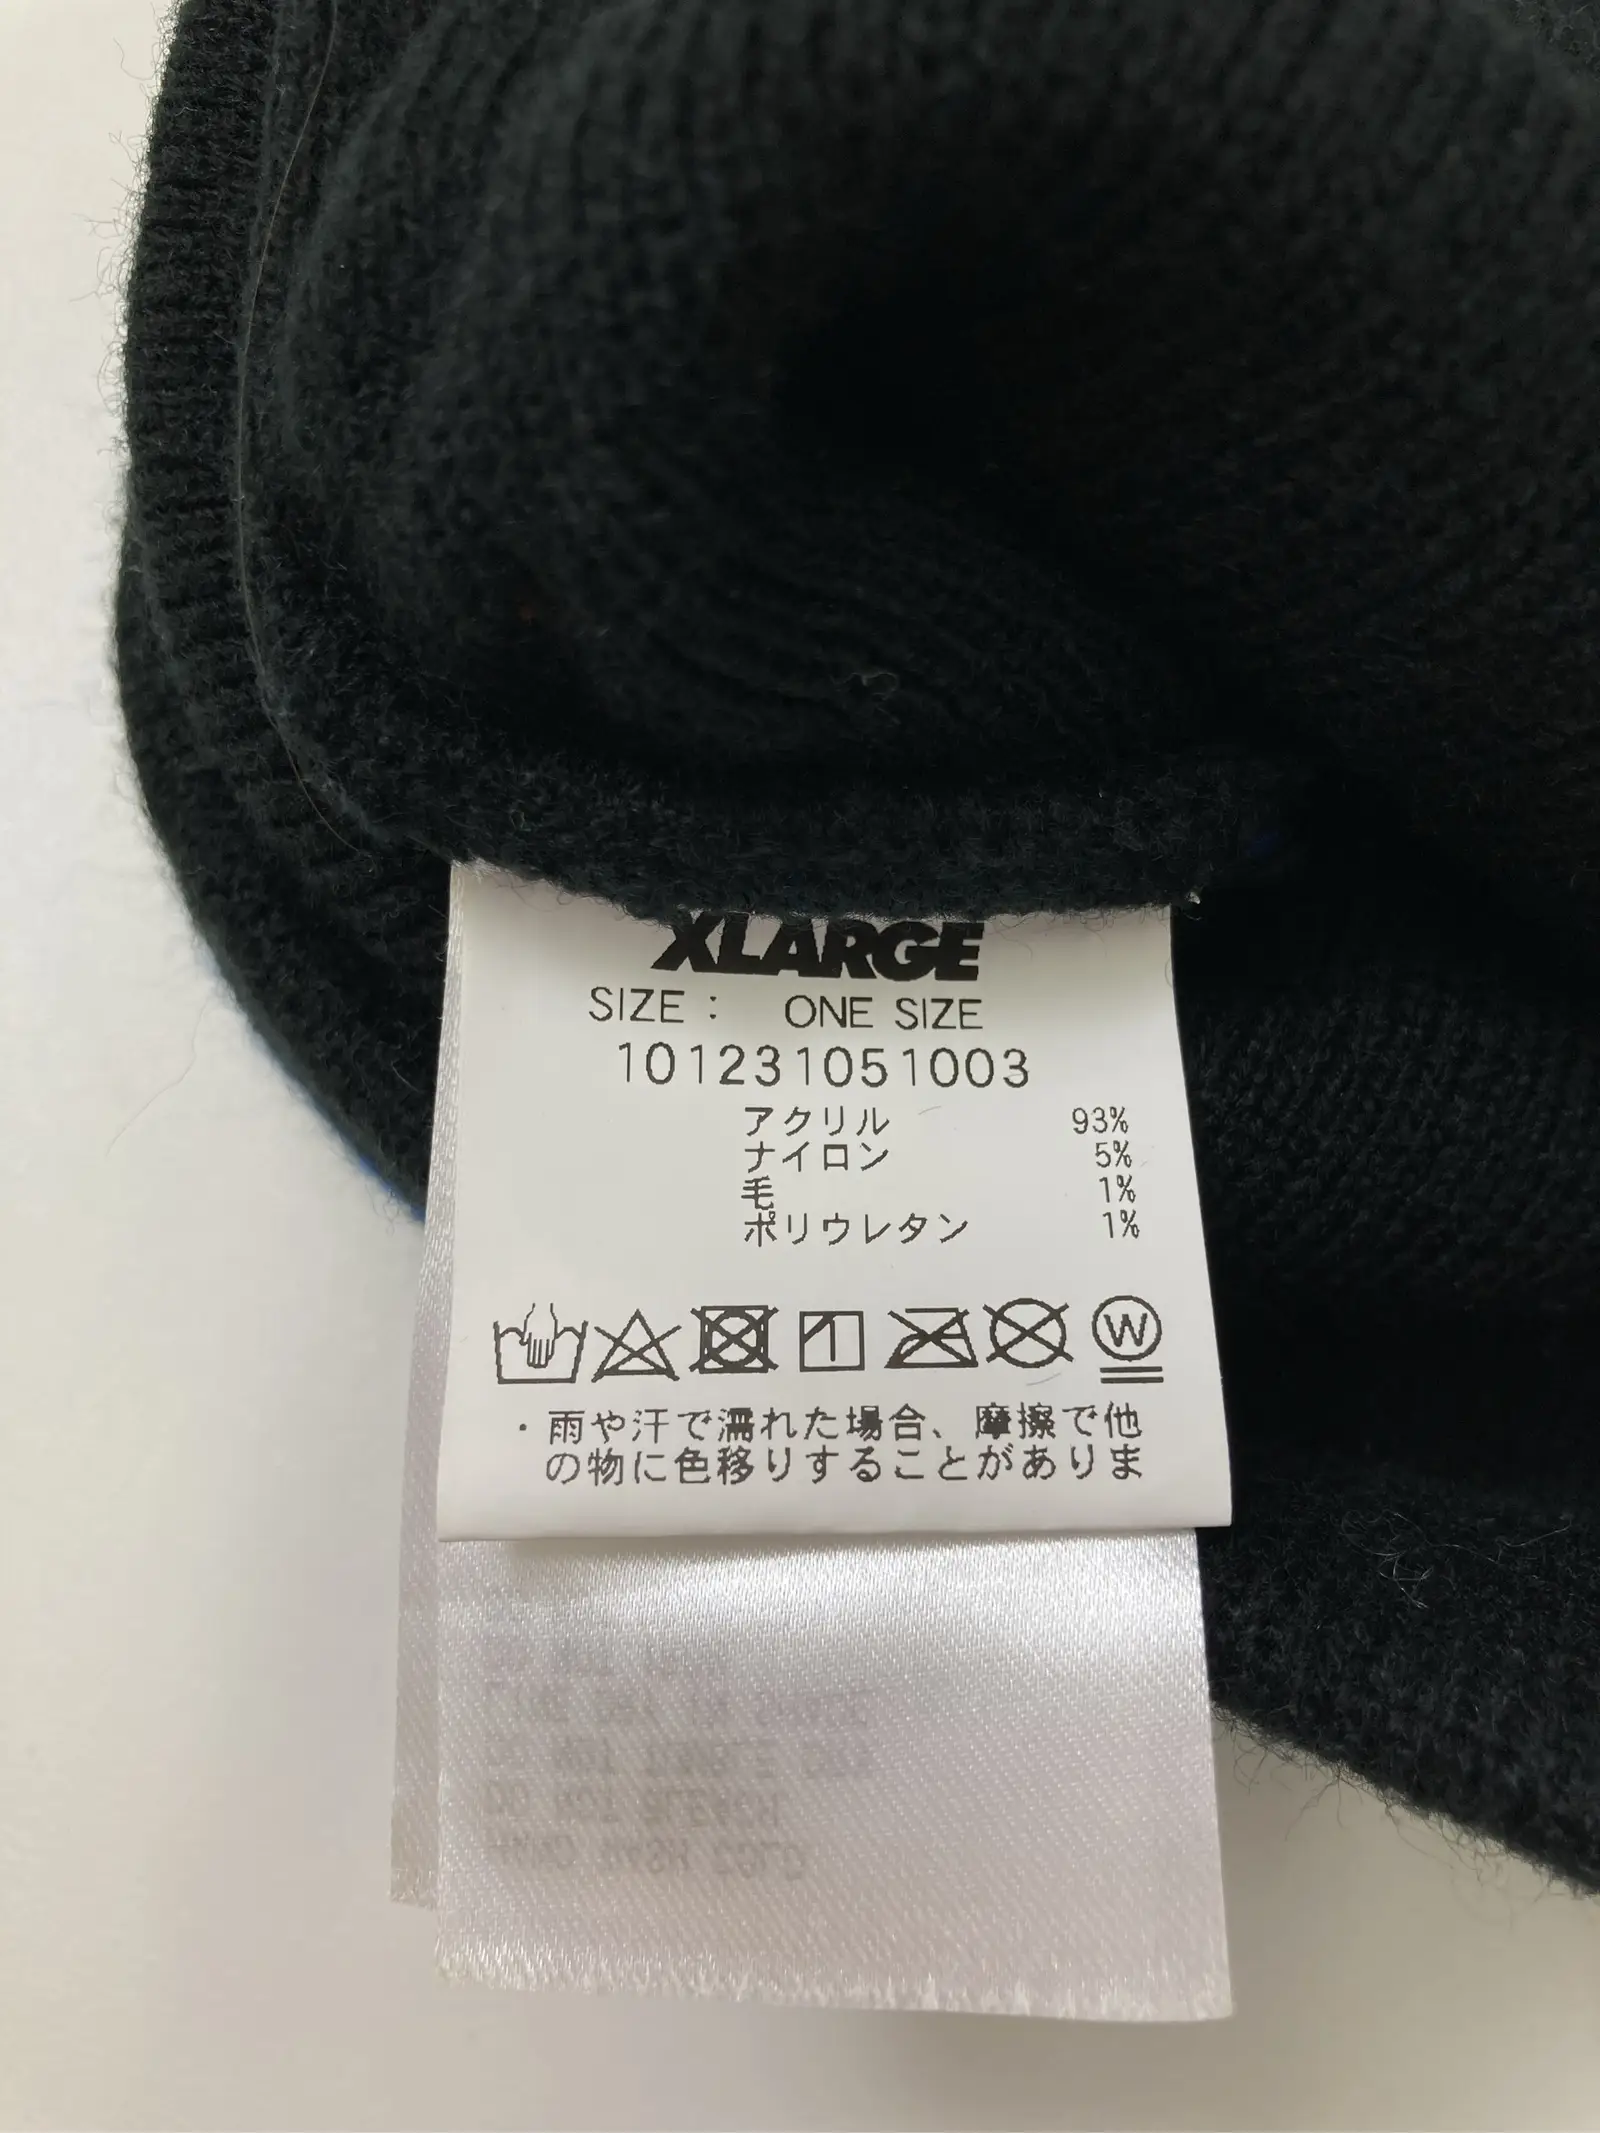 XLARGE
SIZE : ONE SIZE
101231051003
アクリル 93%
ナイロン 5%
毛 1%
ポリウレタン 1%
W
・雨や汗で濡れた場合、摩擦で他
の物に色移りすることがありま